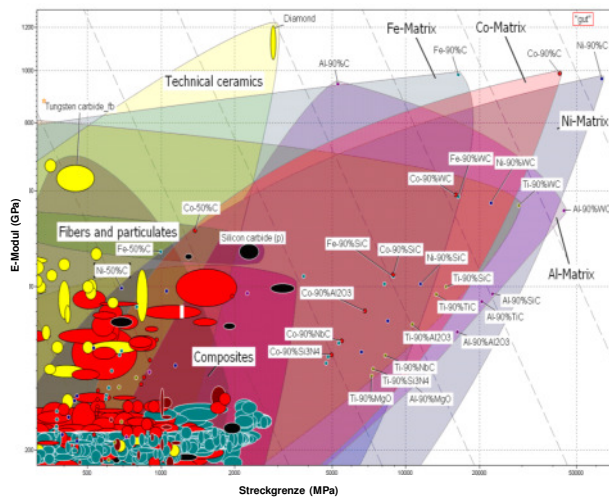 1200
Diamond
"gut"
Fe-Matrix
Co-Matrix
Al-90%C
Fe-90%C
Co-90%C
Ni-90%C
1000
Technical ceramics
Tungsten carbide_fb
Ni-Matrix
Fe-90%WC
Ni-90%WC
Co-90%WC
Ti-90%WC
Al-90%WC
Co-50%C
Fibers and particulates
Silicon carbide (p)
Fe-50%C
Ni-50%C
Fe-90%SiC
Co-90%SiC
Ni-90%SiC
Al-Matrix
Ti-90%SiC
Al-90%SiC
Ti-90%TiC
Al-90%TiC
Co-90%Al2O3
Ti-90%Al2O3
Al-90%Al2O3
Co-90%NbC
Co-90%Si3N4
Composites
Ti-90%NbC
Ti-90%Si3N4
Ti-90%MgO
Al-90%MgO
E-Modul (GPa)
500
1000
2000
5000
10000
20000
50000
Streckgrenze (MPa)